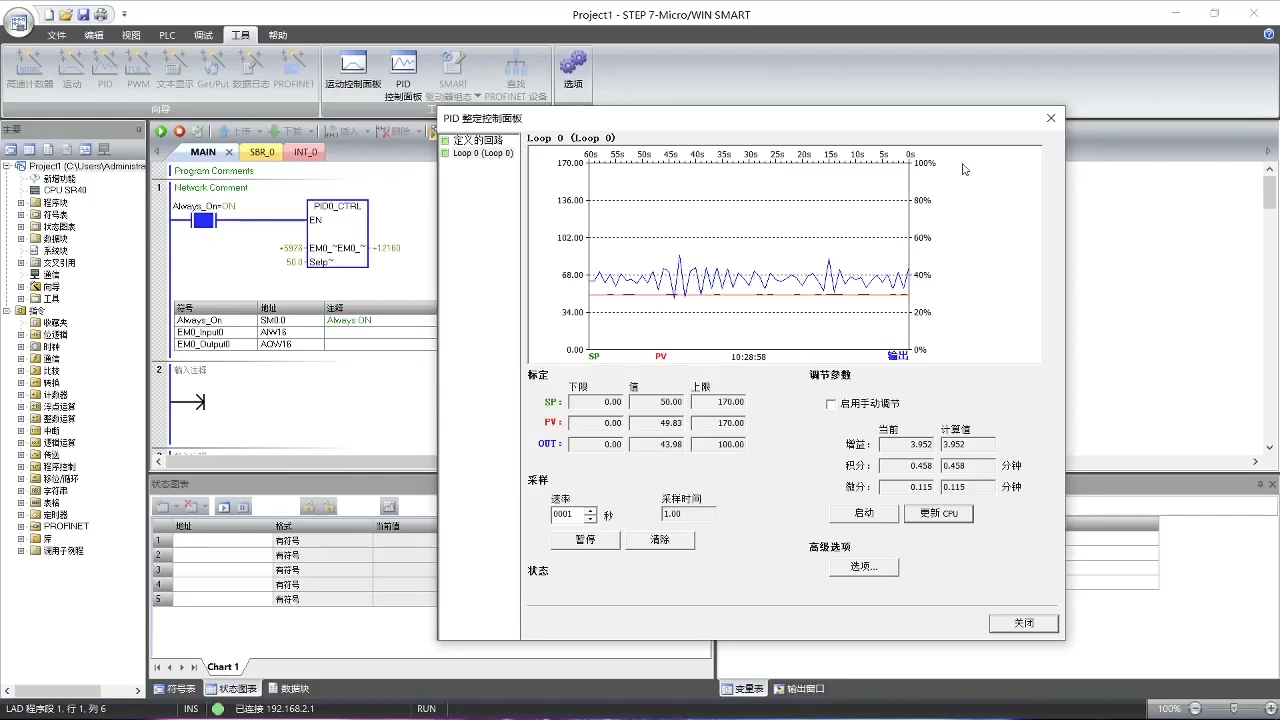 Project1 - STEP 7-Micro/WIN SMART
文件 编辑 视图 PLC 调试 工具 帮助
高速计数器 运动 PID PWM 文本显示 Get/Put 数据日志 PROFINET 运动控制面板 PID 控制面板 SMART 驱动器组态 查找 PROFINET 设备 选项
向导
工
主要
上传 下载 插入 删除
PID 整定控制面板
定义的回路
Loop 0 (Loop 0)
Loop 0 (Loop 0)
60s 55s 50s 45s 40s 35s 30s 25s 20s 15s 10s 5s 0s
170.00 100%
136.00 80%
102.00 60%
68.00 40%
34.00 20%
0.00 0%
SP PV 10:28:58 输出
标定
下限 值 上限
SP: 0.00 50.00 170.00
PV: 0.00 49.83 170.00
OUT: 0.00 43.98 100.00
采样
速率 采样时间
0001 秒 1.00
暂停 清除
状态
调节参数
启用手动调节
当前 计算值
增益: 3.952 3.952
积分: 0.458 0.458 分钟
微分: 0.115 0.115 分钟
启动 更新 CPU
高级选项
选项...
关闭
Project1 (C:\Users\Administra
新增功能
CPU SR40
程序块
符号表
状态图表
数据块
系统块
交叉引用
通信
向导
工具
指令
收藏夹
位逻辑
时钟
通信
比较
转换
计数器
浮点运算
整数运算
中断
逻辑运算
传送
程序控制
移位/循环
字符串
表格
定时器
PROFINET
库
调用子例程
MAIN SBR_0 INT_0
Program Comments
1 Network Comment
Always_On=ON PID0_CTRL
EN
+5976 EM0_~EM0_~ +12160
50.0 Setp~
符号 地址 注释
Always_On SM0.0 Always ON
EM0_Input0 AIW16
EM0_Output0 AQW16
2 输入注释
状态图表
地址 格式 当前值
1 有符号
2 有符号
3 有符号
4 有符号
5 有符号
Chart 1
符号表 状态图表 数据块
变量表 输出窗口
LAD 程序段 1, 行 1, 列 6 INS 已连接 192.168.2.1 RUN 100%